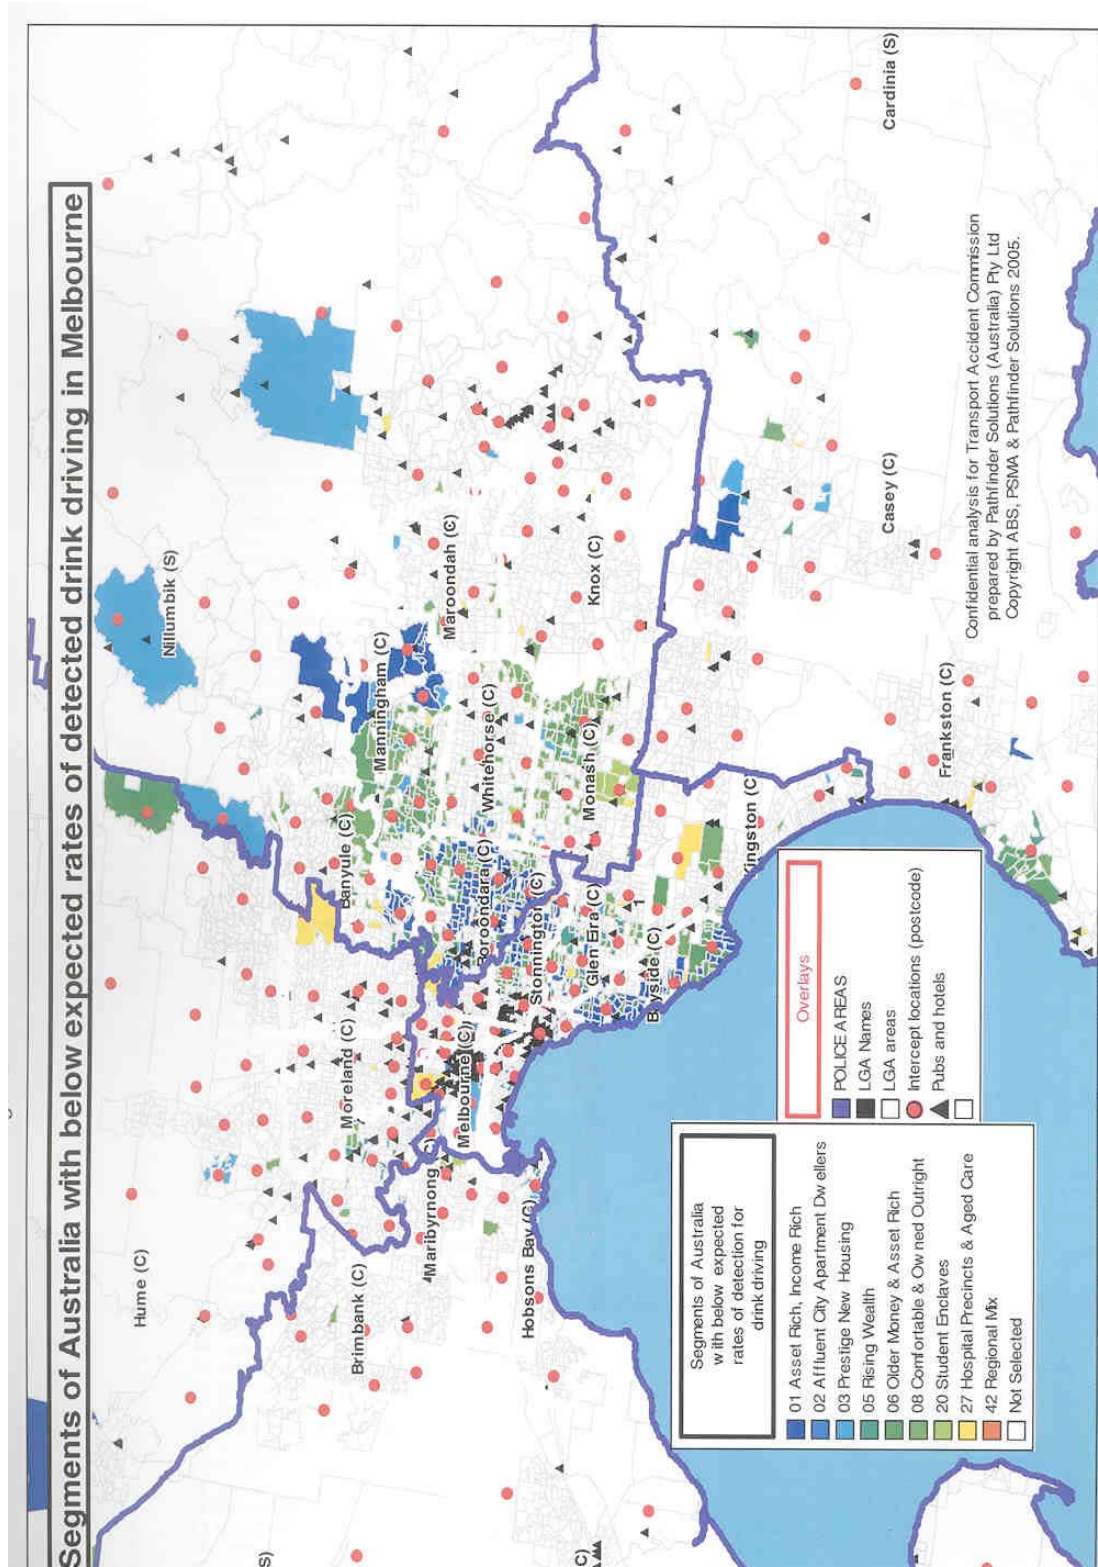 Segments of Australia with below expected rates of detected drink driving in Melbourne
Hume (C)
Nillumbik (S)
Moreland (C)
Banyule (C)
Manningham (C)
Brimbank (C)
Maroondah (C)
Maribyrnong
Melbourne (C)
Boroondara (C)
Whitehorse (C)
Hobsons Bay (C)
Stonnington (C)
Knox (C)
Glen Eira (C)
Monash (C)
Bayside (C)
1
Kingston (C)
Casey (C)
Cardinia (S)
Frankston (C)
S)
C)
Segments of Australia
with below expected
rates of detection for
drink driving
01 Asset Rich, Income Rich
02 Affluent City Apartment Dwellers
03 Prestige New Housing
05 Rising Wealth
06 Older Money & Asset Rich
08 Comfortable & Owned Outright
20 Student Enclaves
27 Hospital Precincts & Aged Care
42 Regional Mix
Not Selected
Overlays
POLICE AREAS
LGA Names
LGA areas
Intercept locations (postcode)
Pubs and hotels
Confidential analysis for Transport Accident Commission
prepared by Pathfinder Solutions (Australia) Pty Ltd
Copyright ABS, PSMA & Pathfinder Solutions 2005.